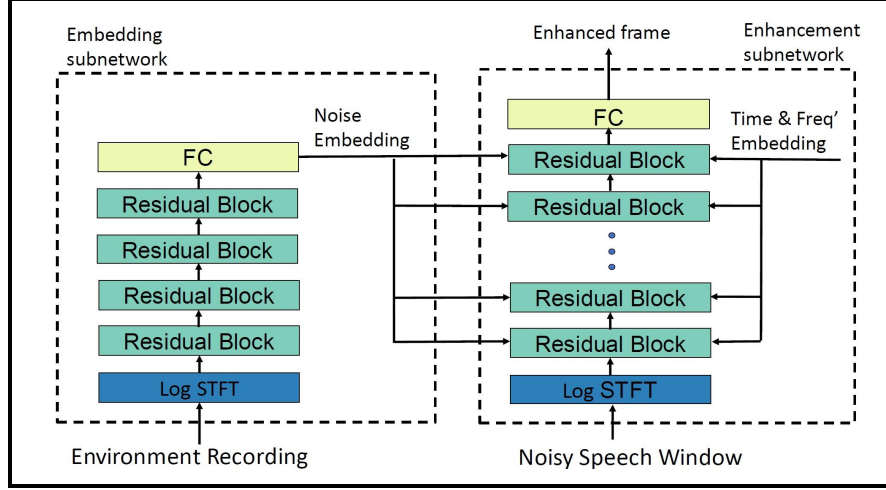 Embedding
subnetwork
Noise
Embedding
FC
Residual Block
Residual Block
Residual Block
Residual Block
Log STFT
Environment Recording
Enhanced frame
Enhancement
subnetwork
FC
Time & Freq’
Embedding
Residual Block
Residual Block
Residual Block
Residual Block
Log STFT
Noisy Speech Window